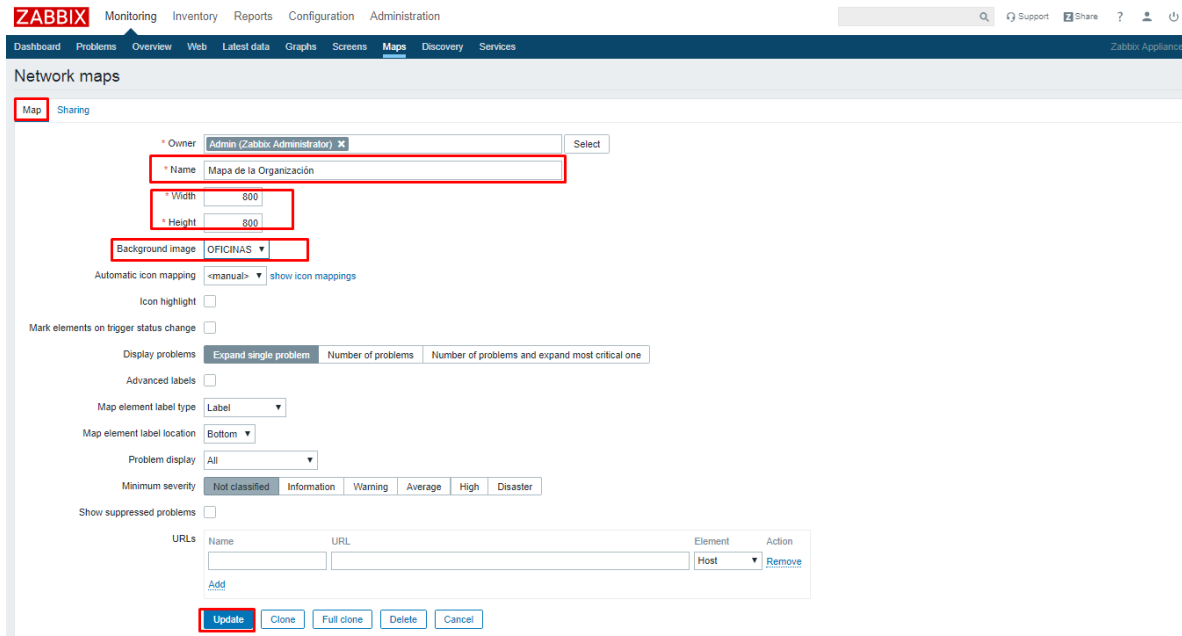 ZABBIX Monitoring Inventory Reports Configuration Administration Support Z Share ?
Dashboard Problems Overview Web Latest data Graphs Screens Maps Discovery Services Zabbix Appliance
Network maps
Map Sharing
* Owner Admin (Zabbix Administrator) Select
* Name Mapa de la Organización
* Width 800
* Height 800
Background image OFICINAS
Automatic icon mapping <manual> show icon mappings
Icon highlight
Mark elements on trigger status change
Display problems Expand single problem Number of problems Number of problems and expand most critical one
Advanced labels
Map element label type Label
Map element label location Bottom
Problem display All
Minimum severity Not classified Information Warning Average High Disaster
Show suppressed problems
URLs Name URL Element Action
Host Remove
Add
Update Clone Full clone Delete Cancel